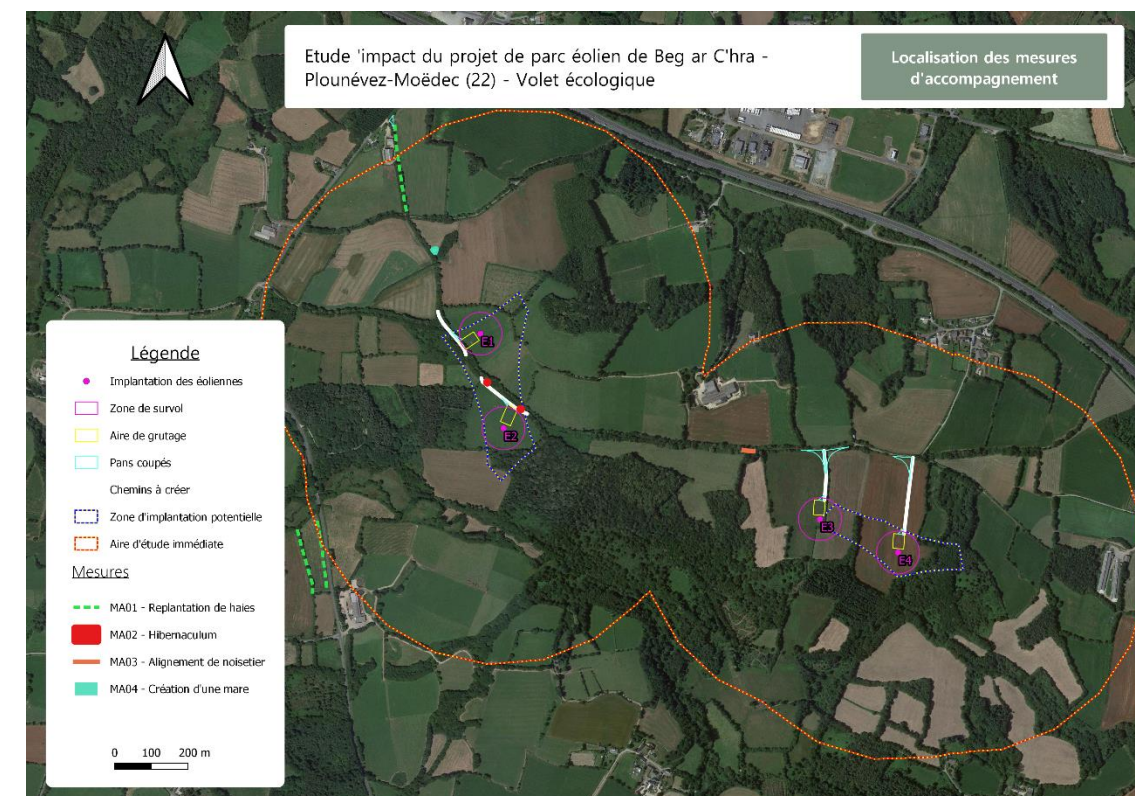 Etude 'impact du projet de parc éolien de Beg ar C'hra -
Plounévez-Moëdec (22) - Volet écologique
Localisation des mesures
d'accompagnement
E1
E2
E3
E4
Légende
Implantation des éoliennes
Zone de survol
Aire de grutage
Pans coupés
Chemins à créer
Zone d'implantation potentielle
Aire d'étude immédiate
Mesures
MA01 - Replantation de haies
MA02 - Hibernaculum
MA03 - Alignement de noisetier
MA04 - Création d'une mare
0 100 200 m